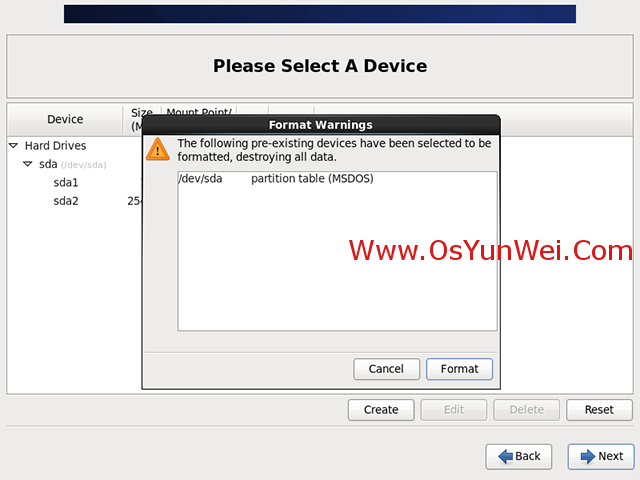 Please Select A Device
Device
Size
Mount Point/
(M
Format Warnings
The following pre-existing devices have been selected to be
formatted, destroying all data.
Hard Drives
sda (/dev/sda)
sda1
sda2
254
/dev/sda partition table (MSDOS)
Www.OsYunWei.Com
Cancel
Format
Create
Edit
Delete
Reset
Back
Next